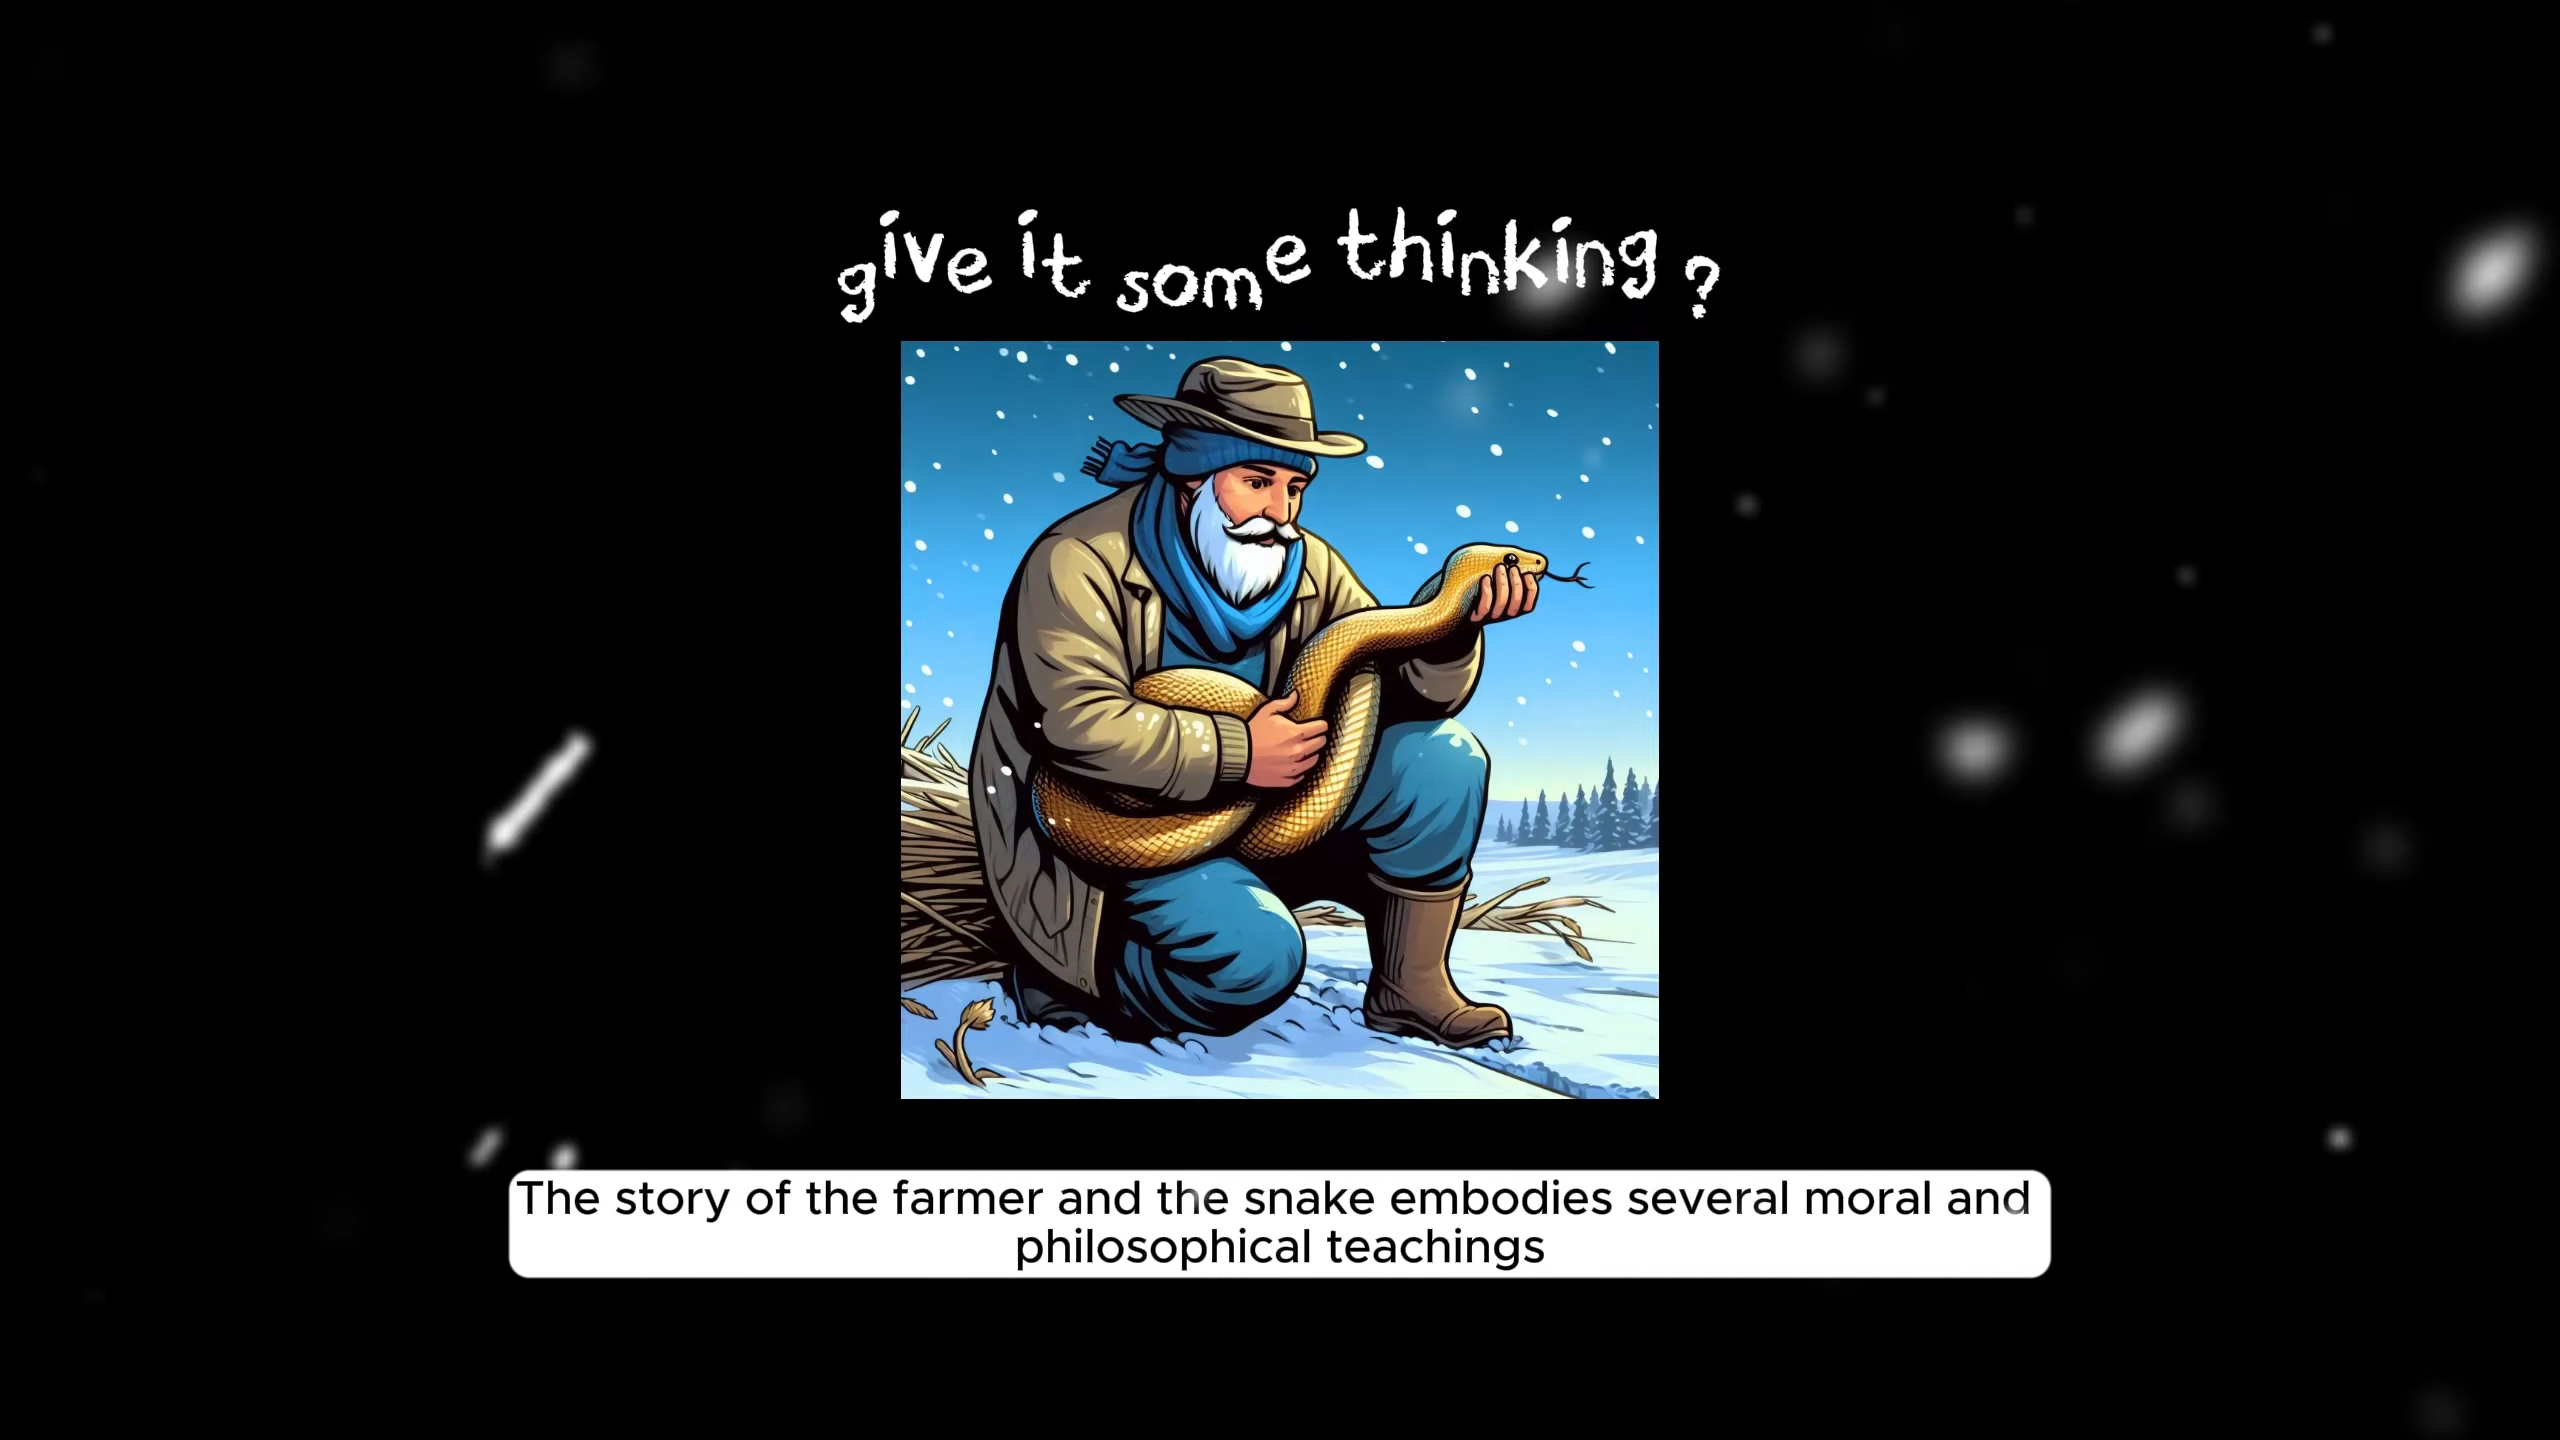 give it some thinking ?
The story of the farmer and the snake embodies several moral and
philosophical teachings